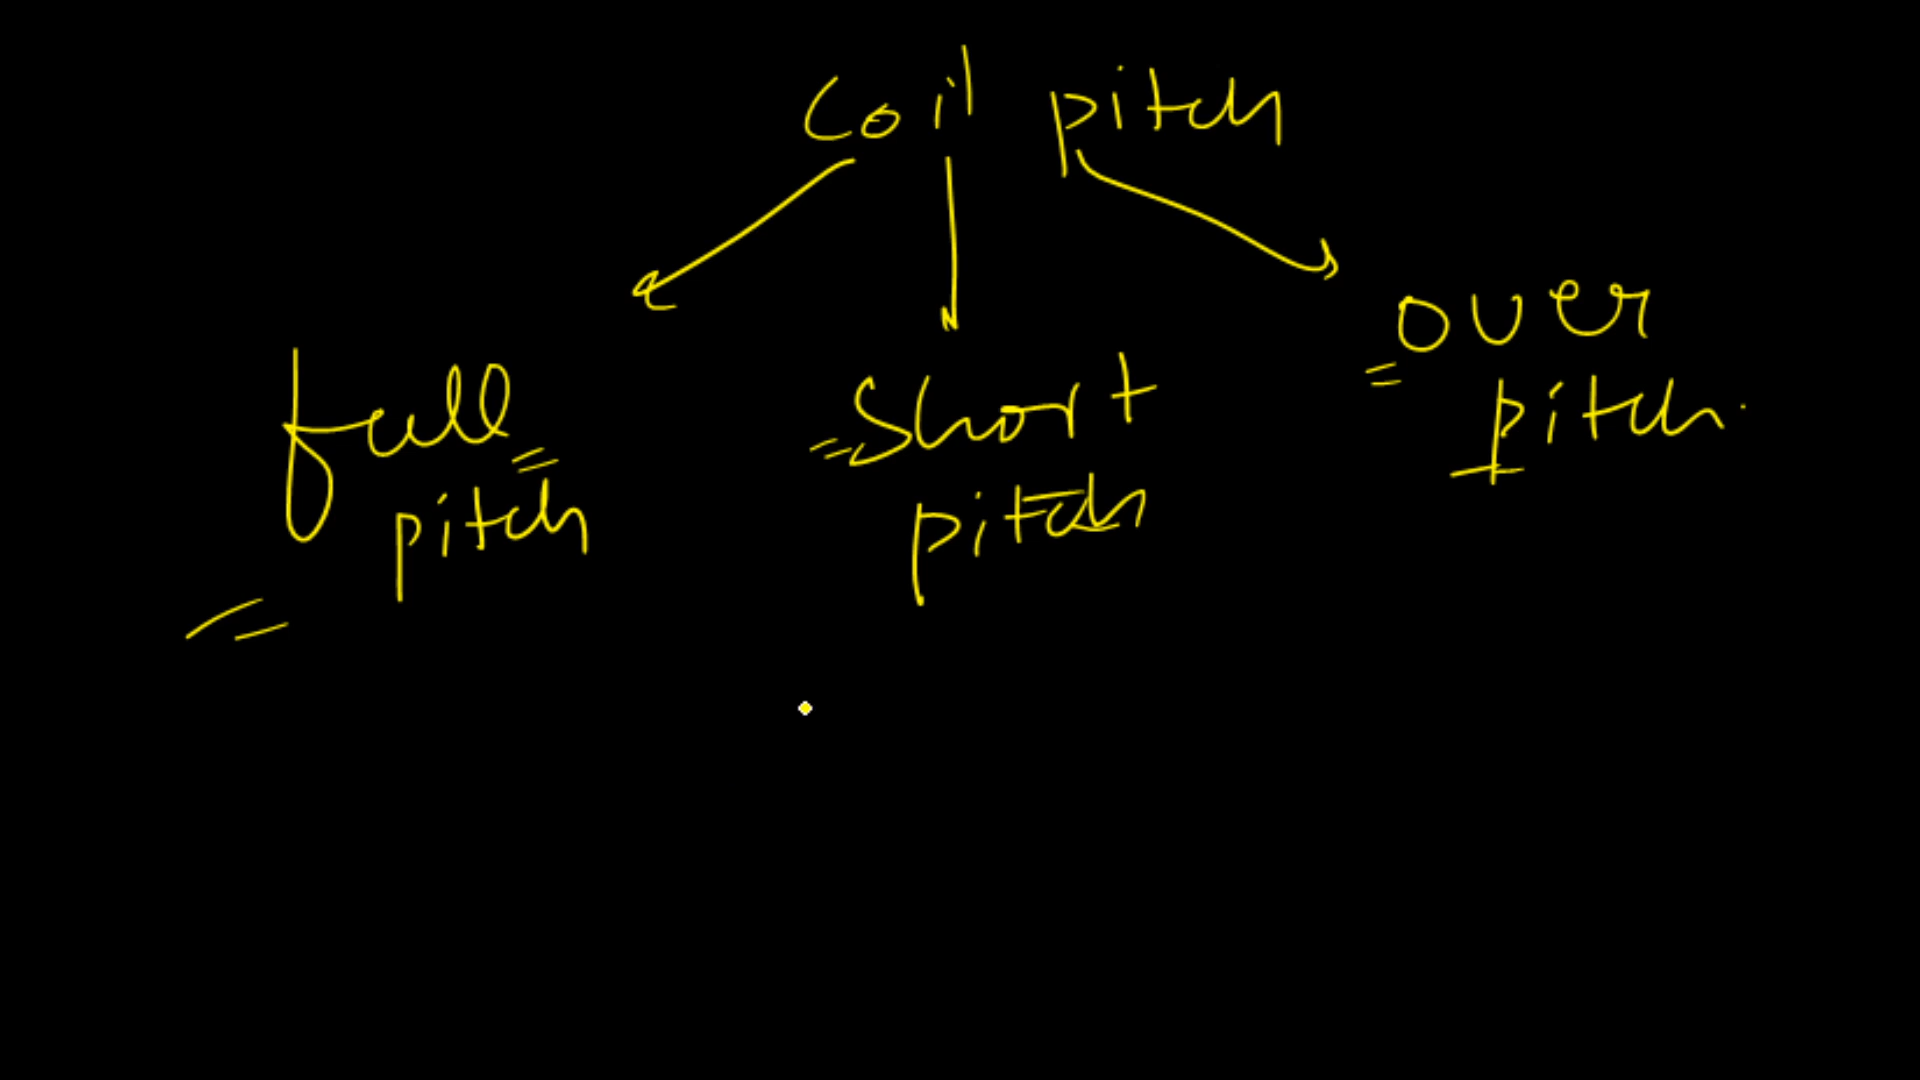 Coil pitch
full
pitch
short
pitch
over
pitch.